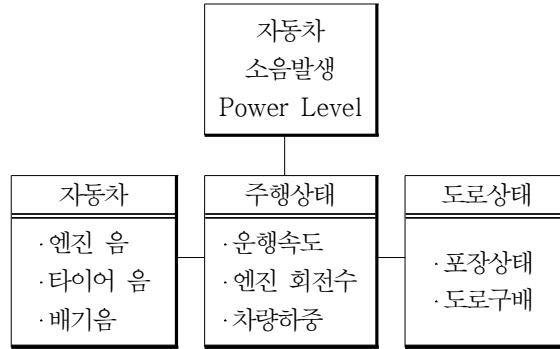 자동차
소음발생
Power Level
자동차
· 엔진 음
· 타이어 음
· 배기음
주행상태
· 운행속도
· 엔진 회전수
· 차량하중
도로상태
· 포장상태
· 도로구배